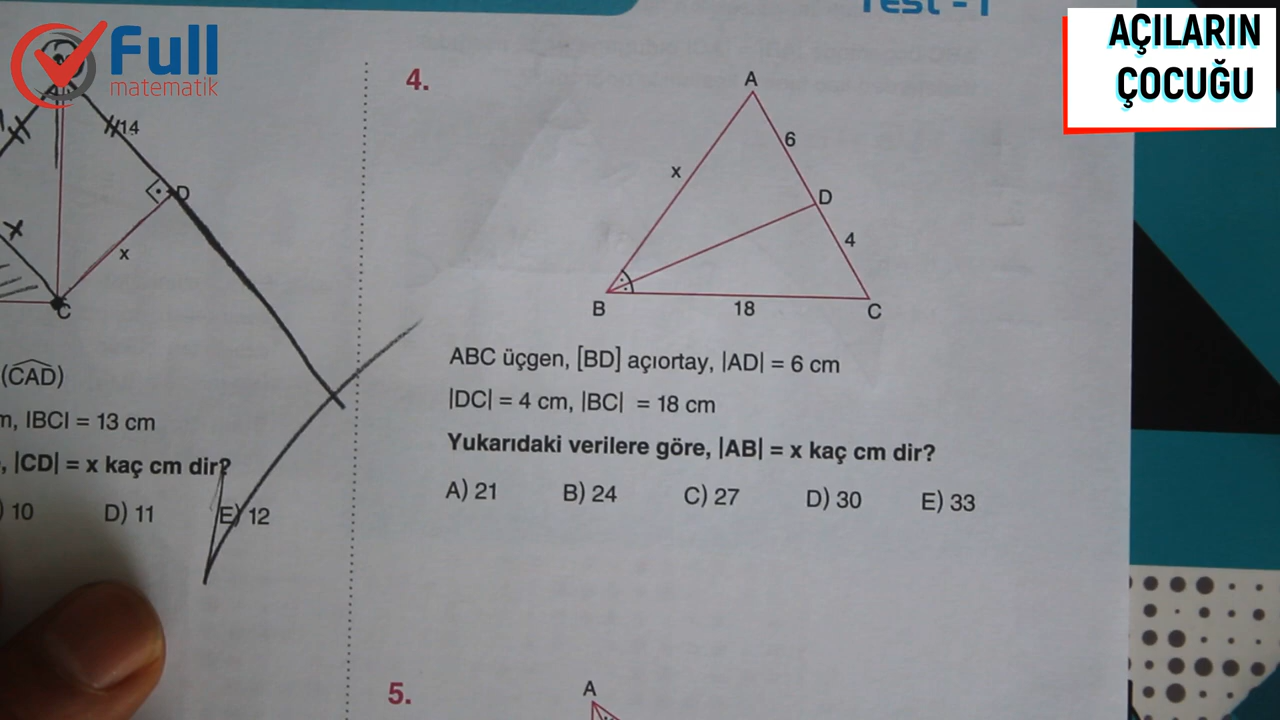 Full
matematik
Test - 1
AÇILARIN
ÇOCUĞU
14
D
x
C
(CAD)
m, IBCI = 13 cm
, |CD| = x kaç cm dir?
) 10 D) 11 E) 12
4.
A
6
x
D
4
B
18
C
ABC üçgen, [BD] açıortay, |AD| = 6 cm
|DC| = 4 cm, |BC| = 18 cm
Yukarıdaki verilere göre, |AB| = x kaç cm dir?
A) 21 B) 24 C) 27 D) 30 E) 33
5.
A